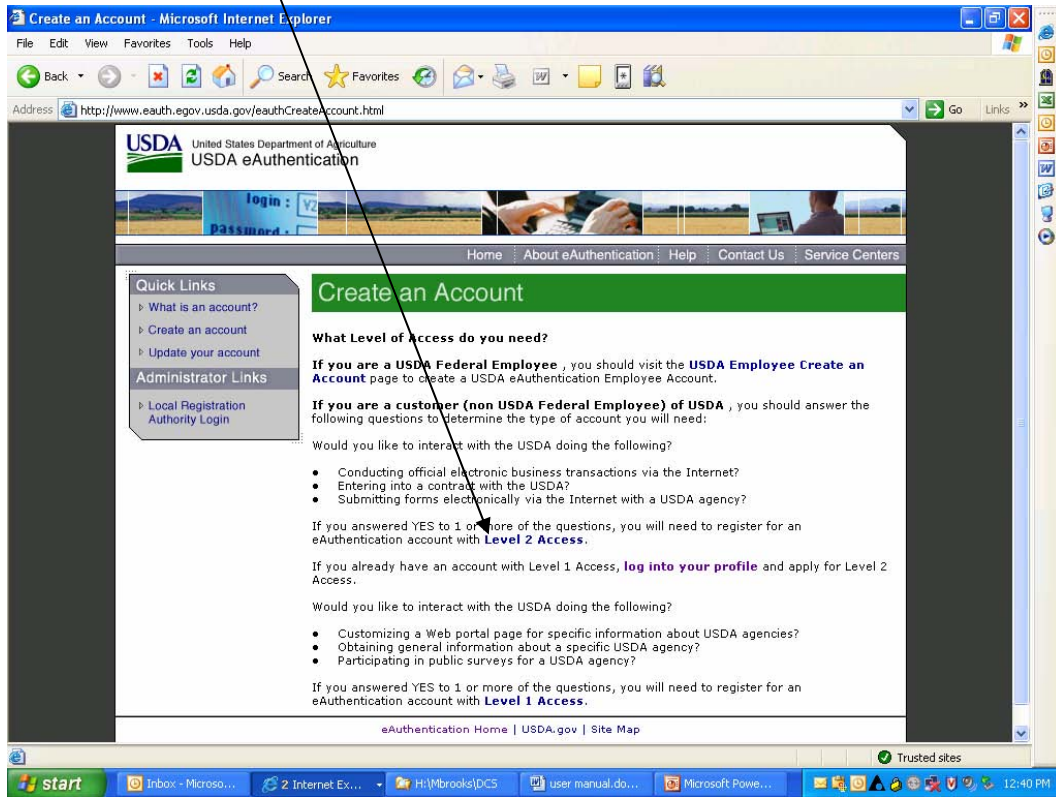 Create an Account - Microsoft Internet Explorer
File Edit View Favorites Tools Help
Back Search Favorites
Address http://www.eauth.egov.usda.gov/eauthCreateAccount.html Go Links
USDA United States Department of Agriculture
USDA eAuthentication
login :
password :
Home About eAuthentication Help Contact Us Service Centers
Quick Links
What is an account?
Create an account
Update your account
Administrator Links
Local Registration
Authority Login
Create an Account
What Level of Access do you need?
If you are a USDA Federal Employee , you should visit the USDA Employee Create an
Account page to create a USDA eAuthentication Employee Account.
If you are a customer (non USDA Federal Employee) of USDA , you should answer the
following questions to determine the type of account you will need:
Would you like to interact with the USDA doing the following?
• Conducting official electronic business transactions via the Internet?
• Entering into a contract with the USDA?
• Submitting forms electronically via the Internet with a USDA agency?
If you answered YES to 1 or more of the questions, you will need to register for an
eAuthentication account with Level 2 Access.
If you already have an account with Level 1 Access, log into your profile and apply for Level 2
Access.
Would you like to interact with the USDA doing the following?
• Customizing a Web portal page for specific information about USDA agencies?
• Obtaining general information about a specific USDA agency?
• Participating in public surveys for a USDA agency?
If you answered YES to 1 or more of the questions, you will need to register for an
eAuthentication account with Level 1 Access.
eAuthentication Home | USDA.gov | Site Map
Trusted sites
start Inbox - Microso... 2 Internet Ex... H:\Mbrooks\DCS user manual.do... Microsoft Powe... 12:40 PM